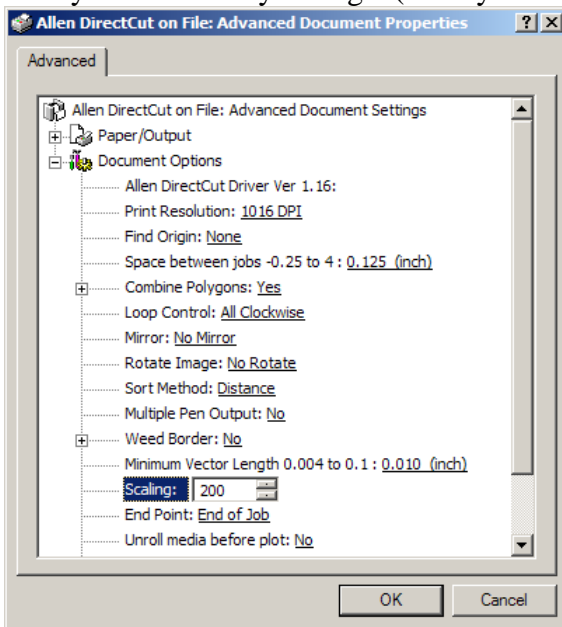 Allen DirectCut on File: Advanced Document Properties
Advanced
Allen DirectCut on File: Advanced Document Settings
Paper/Output
Document Options
Allen DirectCut Driver Ver 1.16:
Print Resolution: 1016 DPI
Find Origin: None
Space between jobs -0.25 to 4 : 0.125 (inch)
Combine Polygons: Yes
Loop Control: All Clockwise
Mirror: No Mirror
Rotate Image: No Rotate
Sort Method: Distance
Multiple Pen Output: No
Weed Border: No
Minimum Vector Length 0.004 to 0.1 : 0.010 (inch)
Scaling: 200
End Point: End of Job
Unroll media before plot: No
OK Cancel